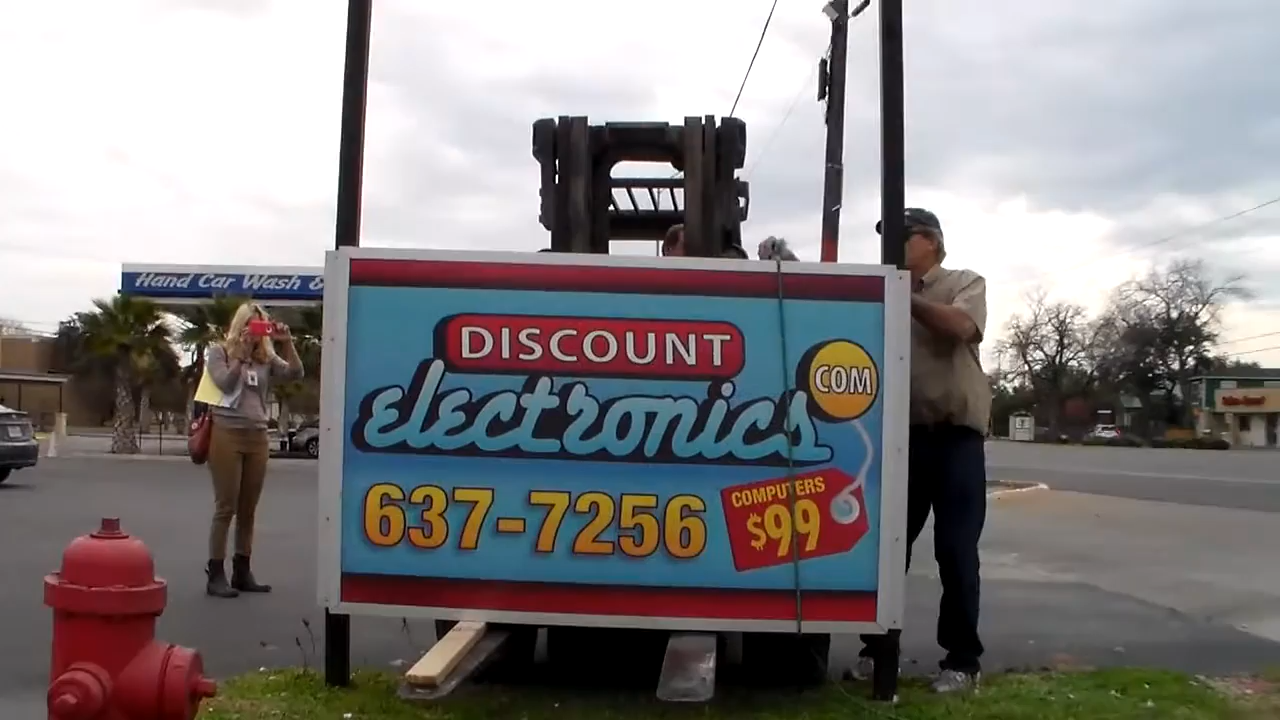 Hand Car Wash &
DISCOUNT
electronics
COM
637-7256
COMPUTERS
$99